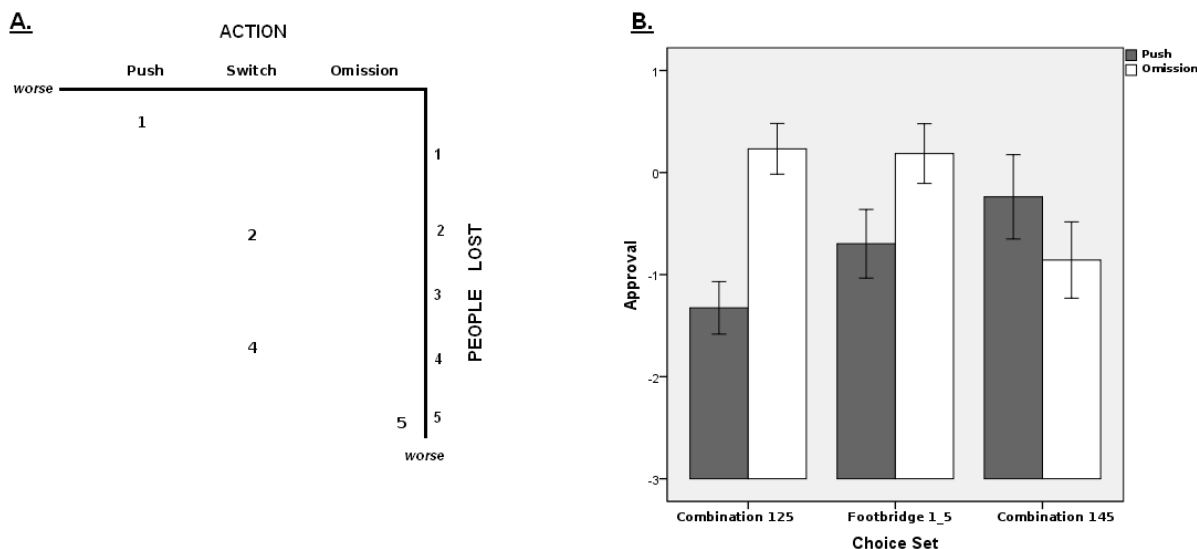 A.
ACTION
Push Switch Omission
worse
1
1
2
2
3
4
4
5
5
PEOPLE LOST
worse
B.
Push
Omission
1
0
-1
-2
-3
Approval
Combination 125 Footbridge 1_5 Combination 145
Choice Set